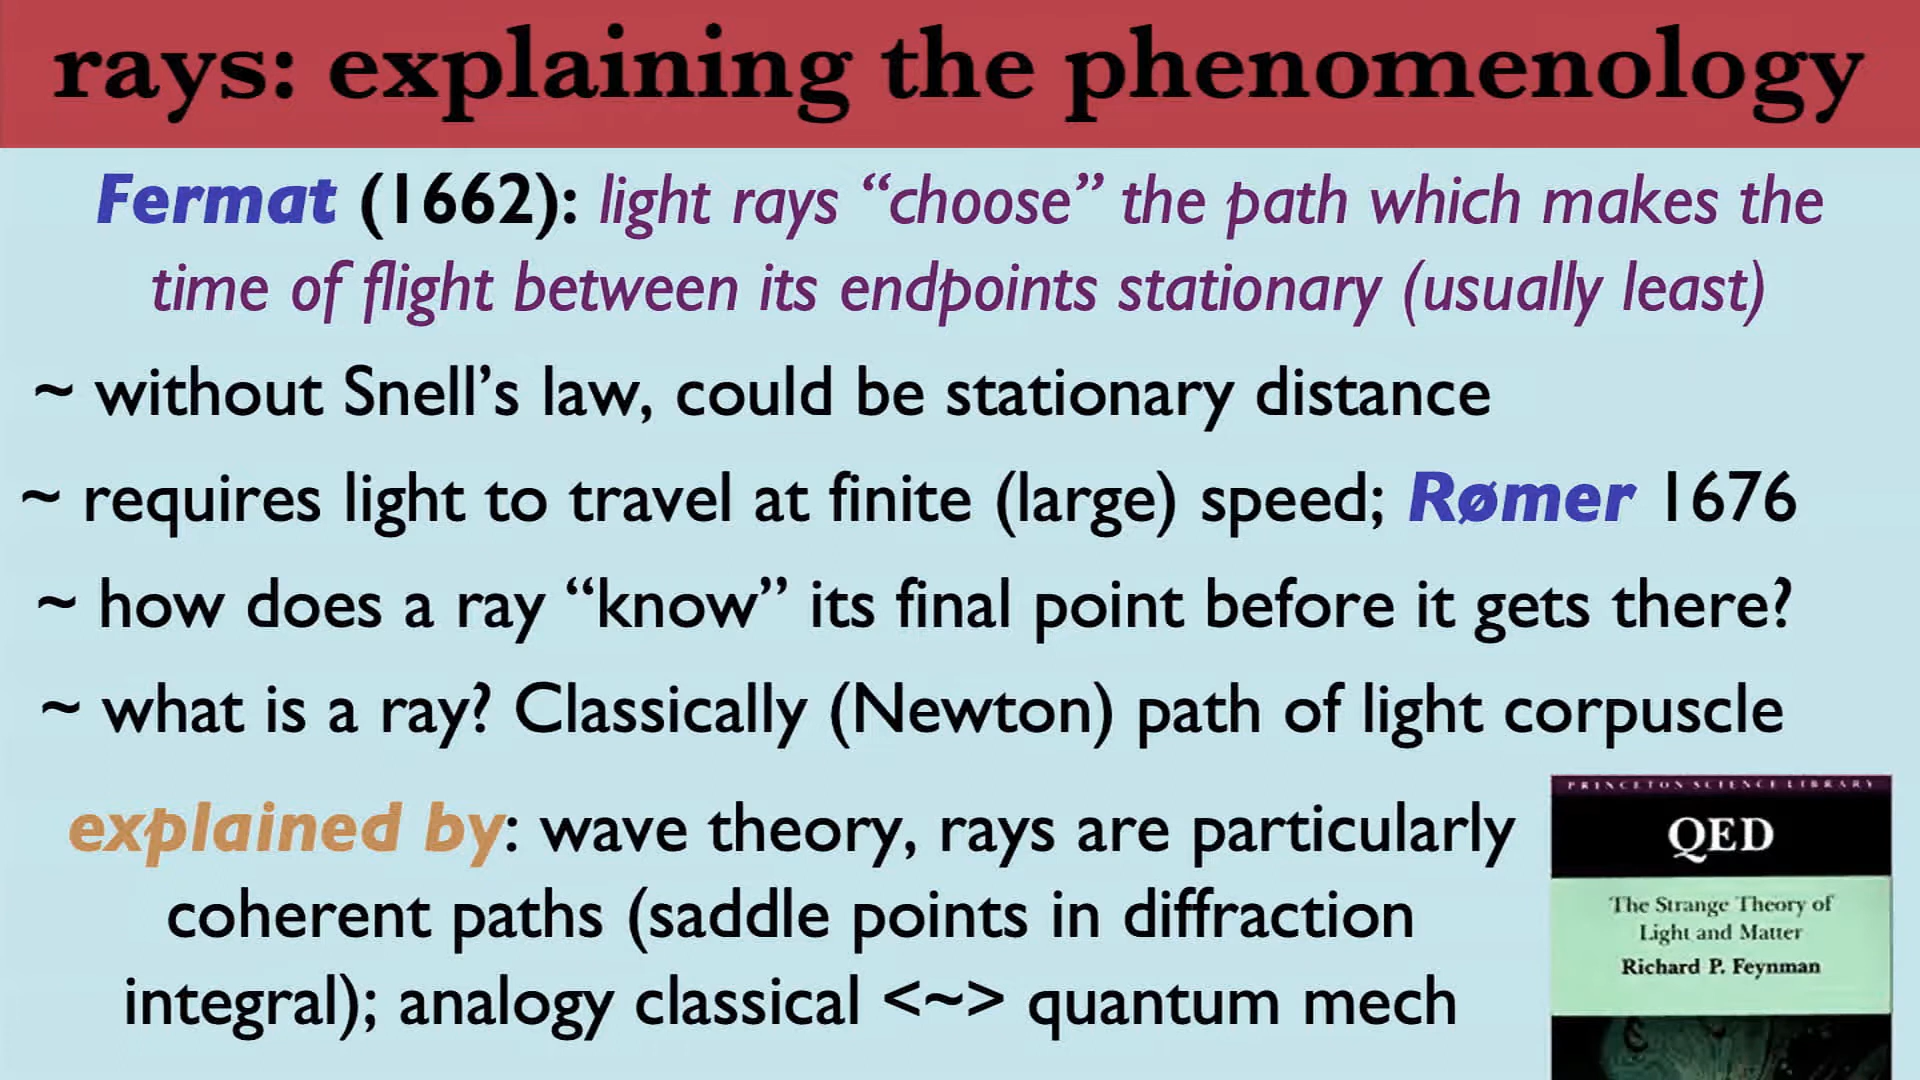 rays: explaining the phenomenology
Fermat (1662): light rays “choose” the path which makes the
time of flight between its endpoints stationary (usually least)
~ without Snell’s law, could be stationary distance
~ requires light to travel at finite (large) speed; Rømer 1676
~ how does a ray “know” its final point before it gets there?
~ what is a ray? Classically (Newton) path of light corpuscle
explained by: wave theory, rays are particularly
coherent paths (saddle points in diffraction
integral); analogy classical <~> quantum mech
PRINCETON SCIENCE LIBRARY
QED
The Strange Theory of
Light and Matter
Richard P. Feynman